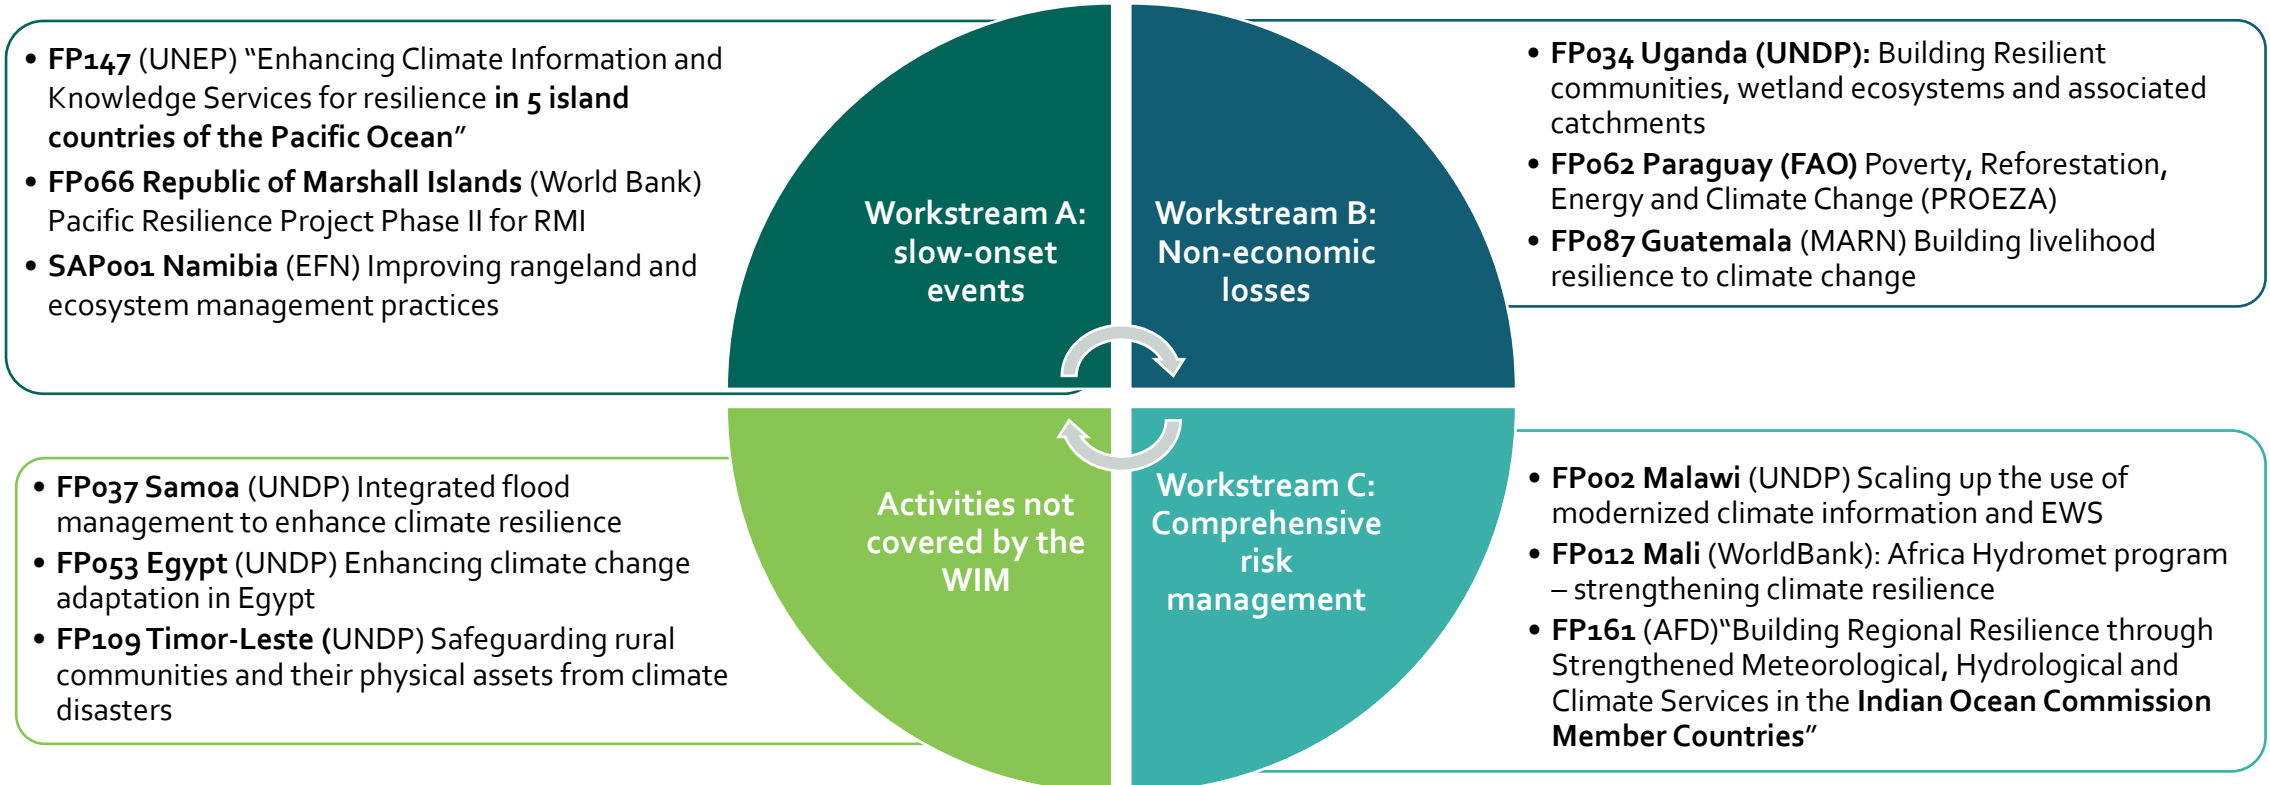 • FP147 (UNEP) “Enhancing Climate Information and
Knowledge Services for resilience in 5 island
countries of the Pacific Ocean”
• FP066 Republic of Marshall Islands (World Bank)
Pacific Resilience Project Phase II for RMI
• SAP001 Namibia (EFN) Improving rangeland and
ecosystem management practices
Workstream A:
slow-onset
events
Workstream B:
Non-economic
losses
• FP034 Uganda (UNDP): Building Resilient
communities, wetland ecosystems and associated
catchments
• FP062 Paraguay (FAO) Poverty, Reforestation,
Energy and Climate Change (PROEZA)
• FP087 Guatemala (MARN) Building livelihood
resilience to climate change
• FP037 Samoa (UNDP) Integrated flood
management to enhance climate resilience
• FP053 Egypt (UNDP) Enhancing climate change
adaptation in Egypt
• FP109 Timor-Leste (UNDP) Safeguarding rural
communities and their physical assets from climate
disasters
Activities not
covered by the
WIM
Workstream C:
Comprehensive
risk
management
• FP002 Malawi (UNDP) Scaling up the use of
modernized climate information and EWS
• FP012 Mali (WorldBank): Africa Hydromet program
– strengthening climate resilience
• FP161 (AFD)“Building Regional Resilience through
Strengthened Meteorological, Hydrological and
Climate Services in the Indian Ocean Commission
Member Countries”